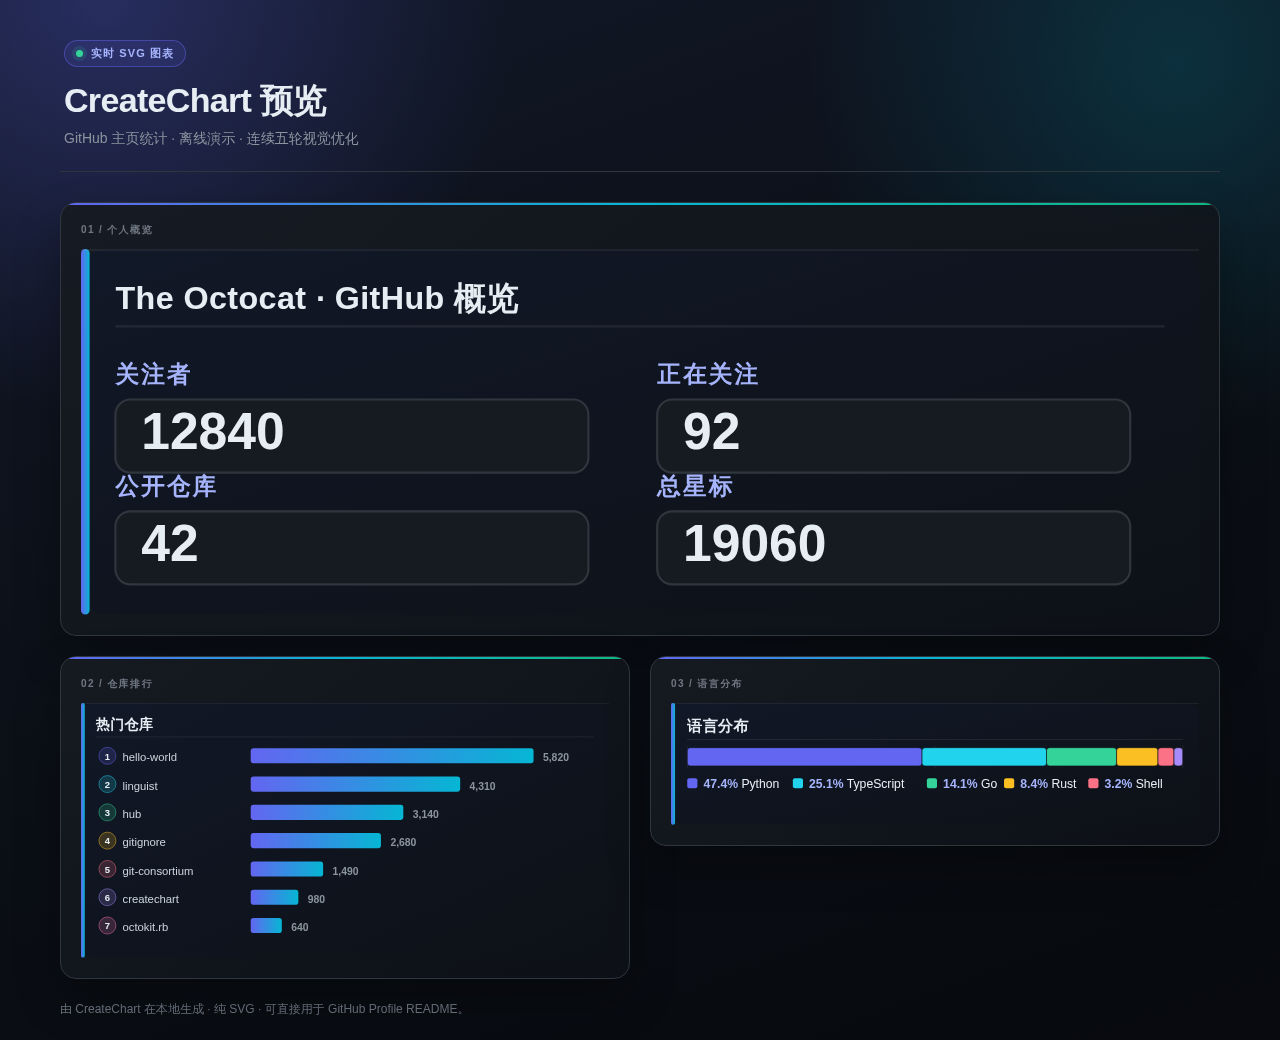 实时 SVG 图表
CreateChart 预览
GitHub 主页统计 · 离线演示 · 连续五轮视觉优化
01 / 个人概览
The Octocat · GitHub 概览
关注者
正在关注
12840
92
公开仓库
总星标
42
19060
02 / 仓库排行
热门仓库
1 hello-world 5,820
2 linguist 4,310
3 hub 3,140
4 gitignore 2,680
5 git-consortium 1,490
6 createchart 980
7 octokit.rb 640
03 / 语言分布
语言分布
47.4% Python 25.1% TypeScript 14.1% Go 8.4% Rust 3.2% Shell
由 CreateChart 在本地生成 · 纯 SVG · 可直接用于 GitHub Profile README。